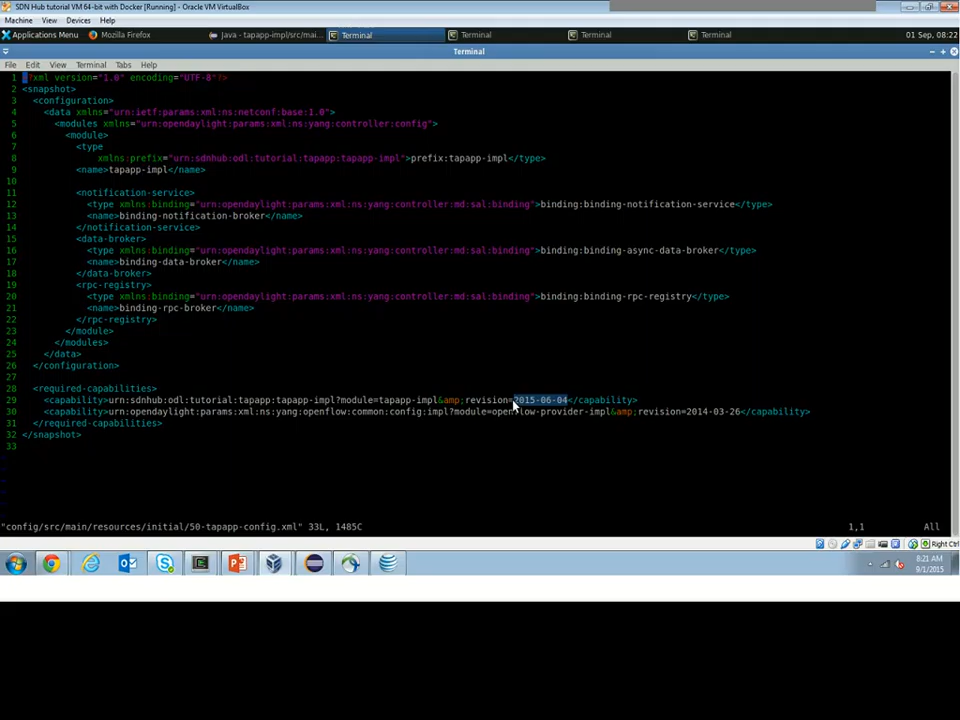 SDN Hub tutorial VM 64-bit with Docker [Running] - Oracle VM VirtualBox
Machine View Devices Help
Applications Menu Mozilla Firefox Java - tapapp-impl/src/mai... Terminal Terminal Terminal Terminal 01 Sep, 08:22
Terminal
File Edit View Terminal Tabs Help
1 <?xml version="1.0" encoding="UTF-8"?>
2 <snapshot>
3 <configuration>
4 <data xmlns="urn:ietf:params:xml:ns:netconf:base:1.0">
5 <modules xmlns="urn:opendaylight:params:xml:ns:yang:controller:config">
6 <module>
7 <type
8 xmlns:prefix="urn:sdnhub:odl:tutorial:tapapp:tapapp-impl">prefix:tapapp-impl</type>
9 <name>tapapp-impl</name>
10
11 <notification-service>
12 <type xmlns:binding="urn:opendaylight:params:xml:ns:yang:controller:md:sal:binding">binding:binding-notification-service</type>
13 <name>binding-notification-broker</name>
14 </notification-service>
15 <data-broker>
16 <type xmlns:binding="urn:opendaylight:params:xml:ns:yang:controller:md:sal:binding">binding:binding-async-data-broker</type>
17 <name>binding-data-broker</name>
18 </data-broker>
19 <rpc-registry>
20 <type xmlns:binding="urn:opendaylight:params:xml:ns:yang:controller:md:sal:binding">binding:binding-rpc-registry</type>
21 <name>binding-rpc-broker</name>
22 </rpc-registry>
23 </module>
24 </modules>
25 </data>
26 </configuration>
27
28 <required-capabilities>
29 <capability>urn:sdnhub:odl:tutorial:tapapp:tapapp-impl?module=tapapp-impl&amp;revision=2015-06-04</capability>
30 <capability>urn:opendaylight:params:xml:ns:yang:openflow:common:config:impl?module=openflow-provider-impl&amp;revision=2014-03-26</capability>
31 </required-capabilities>
32 </snapshot>
33
"config/src/main/resources/initial/50-tapapp-config.xml" 33L, 1485C 1,1 All
Right Ctrl
8:21 AM
9/1/2015